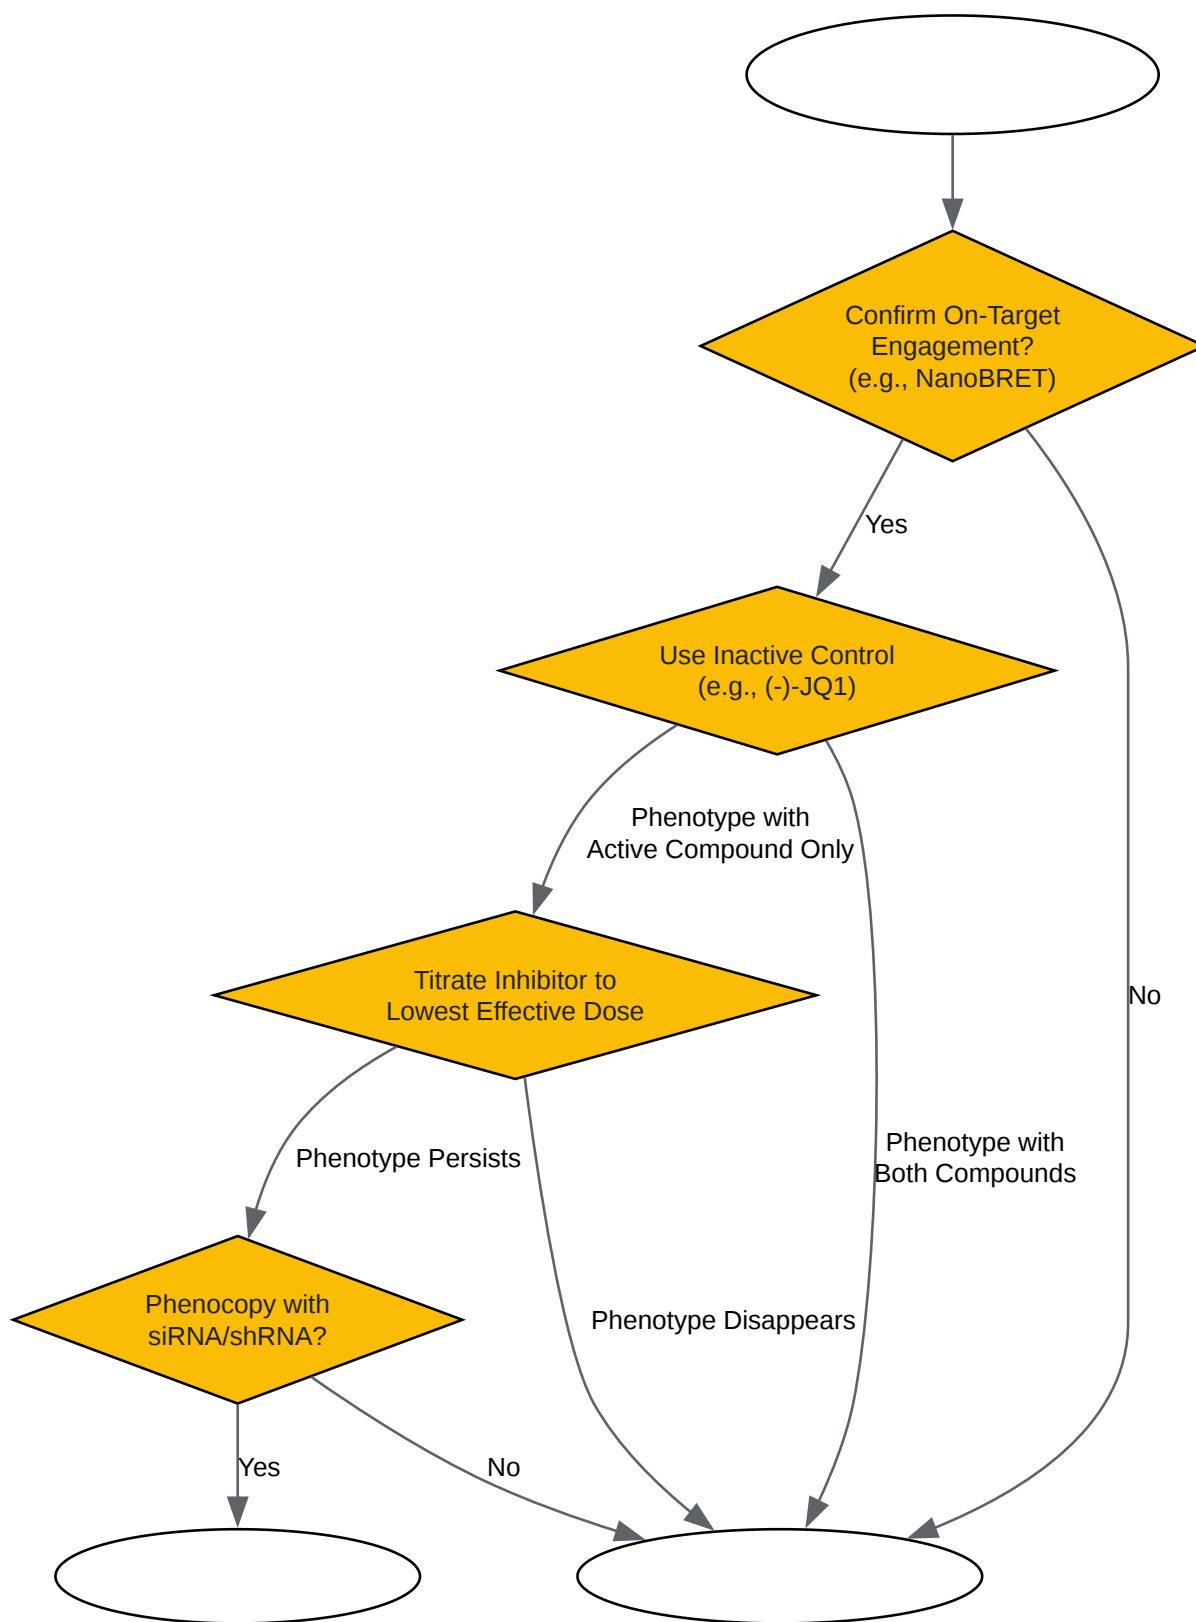 Confirm On-Target
Engagement?
(e.g., NanoBRET)
Yes
Use Inactive Control
(e.g., (-)-JQ1)
Phenotype with
Active Compound Only
Titrate Inhibitor to
Lowest Effective Dose
No
Phenotype with
Both Compounds
Phenotype Persists
Phenocopy with
siRNA/shRNA?
Phenotype Disappears
Yes
No